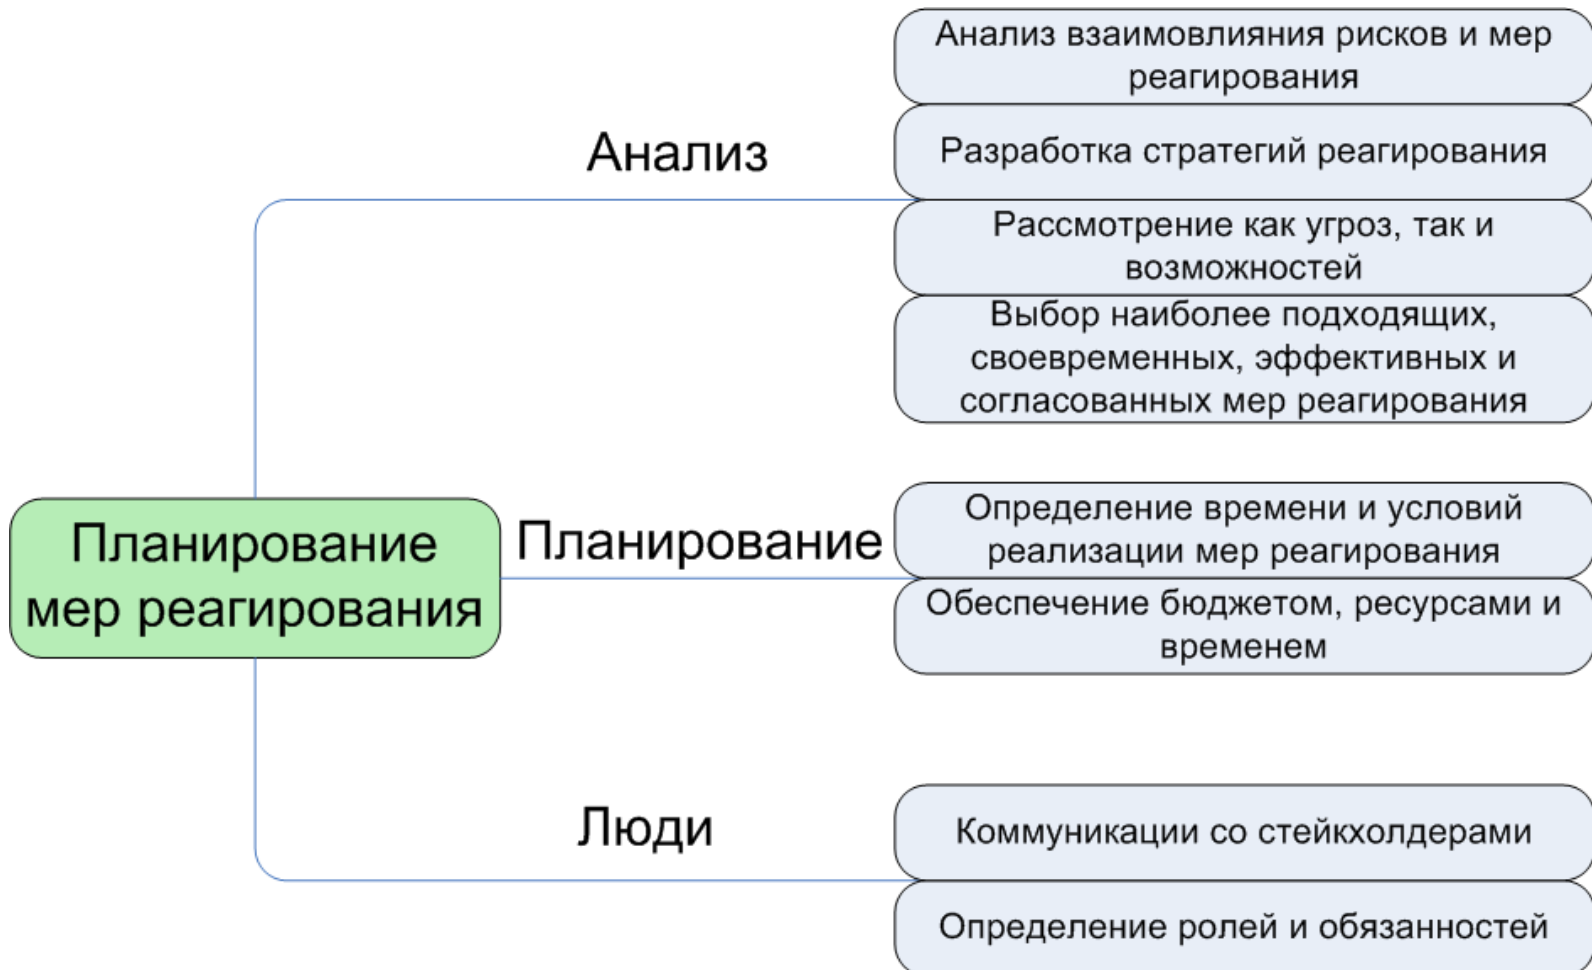 Анализ взаимовлияния рисков и мер
реагирования
Анализ
Разработка стратегий реагирования
Рассмотрение как угроз, так и
возможностей
Выбор наиболее подходящих,
своевременных, эффективных и
согласованных мер реагирования
Планирование
мер реагирования
Планирование
Определение времени и условий
реализации мер реагирования
Обеспечение бюджетом, ресурсами и
временем
Люди
Коммуникации со стейкхолдерами
Определение ролей и обязанностей